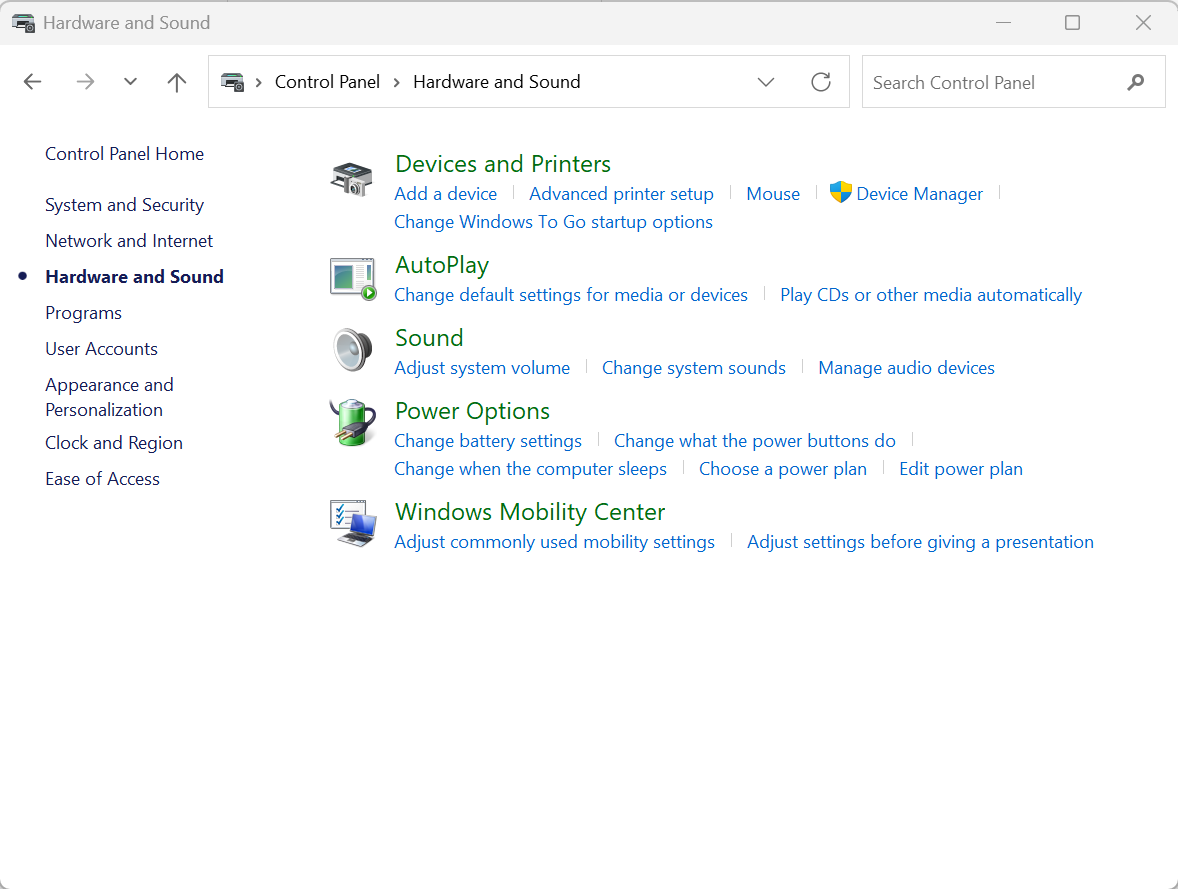 Hardware and Sound
Control Panel > Hardware and Sound
Search Control Panel
Control Panel Home
System and Security
Network and Internet
Hardware and Sound
Programs
User Accounts
Appearance and
Personalization
Clock and Region
Ease of Access
Devices and Printers
Add a device | Advanced printer setup | Mouse | Device Manager |
Change Windows To Go startup options
AutoPlay
Change default settings for media or devices | Play CDs or other media automatically
Sound
Adjust system volume | Change system sounds | Manage audio devices
Power Options
Change battery settings | Change what the power buttons do |
Change when the computer sleeps | Choose a power plan | Edit power plan
Windows Mobility Center
Adjust commonly used mobility settings | Adjust settings before giving a presentation